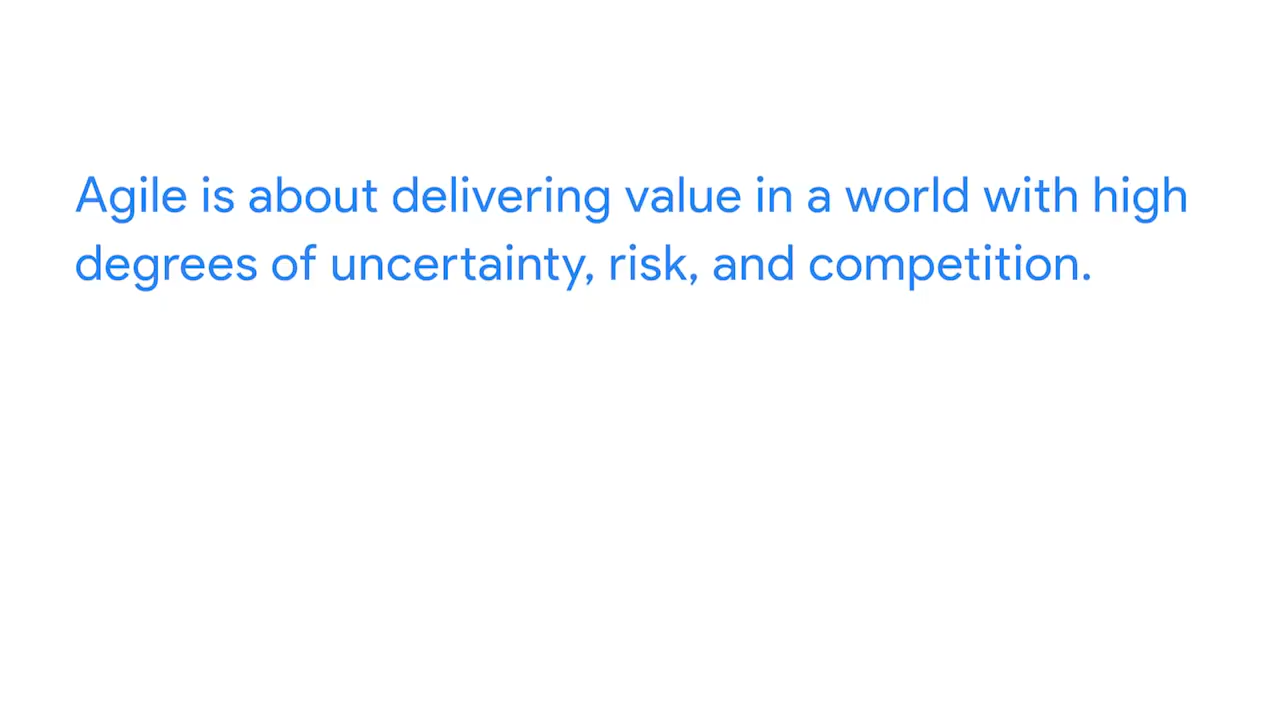 Agile is about delivering value in a world with high
degrees of uncertainty, risk, and competition.